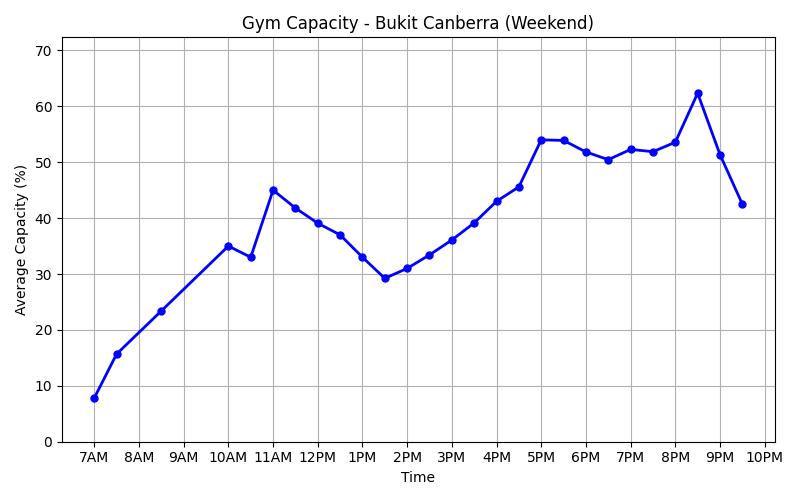 Gym Capacity - Bukit Canberra (Weekend)
Average Capacity (%)
70
60
50
40
30
20
10
0
7AM 8AM 9AM 10AM 11AM 12PM 1PM 2PM 3PM 4PM 5PM 6PM 7PM 8PM 9PM 10PM
Time